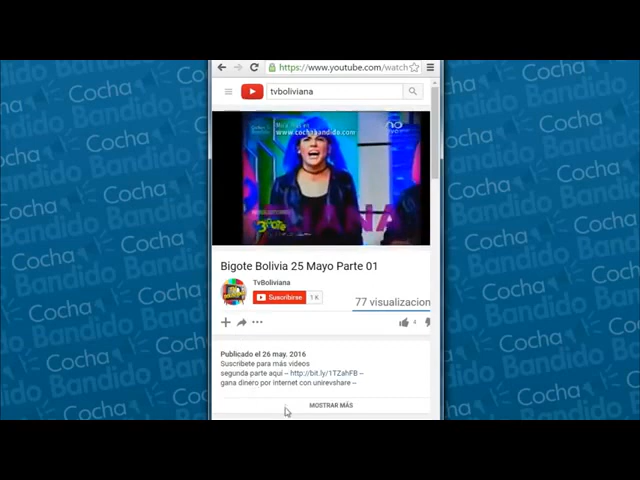 https://www.youtube.com/watch
tvboliviana
www.cochabandido.com
Bigote Bolivia 25 Mayo Parte 01
TvBoliviana
Suscribirse 1 K
77 visualizacion
4
Publicado el 26 may. 2016
Suscribete para más videos
segunda parte aquí – http://bit.ly/1TZahFB –
gana dinero por internet con unirevshare –
MOSTRAR MÁS
Cocha
Bandido